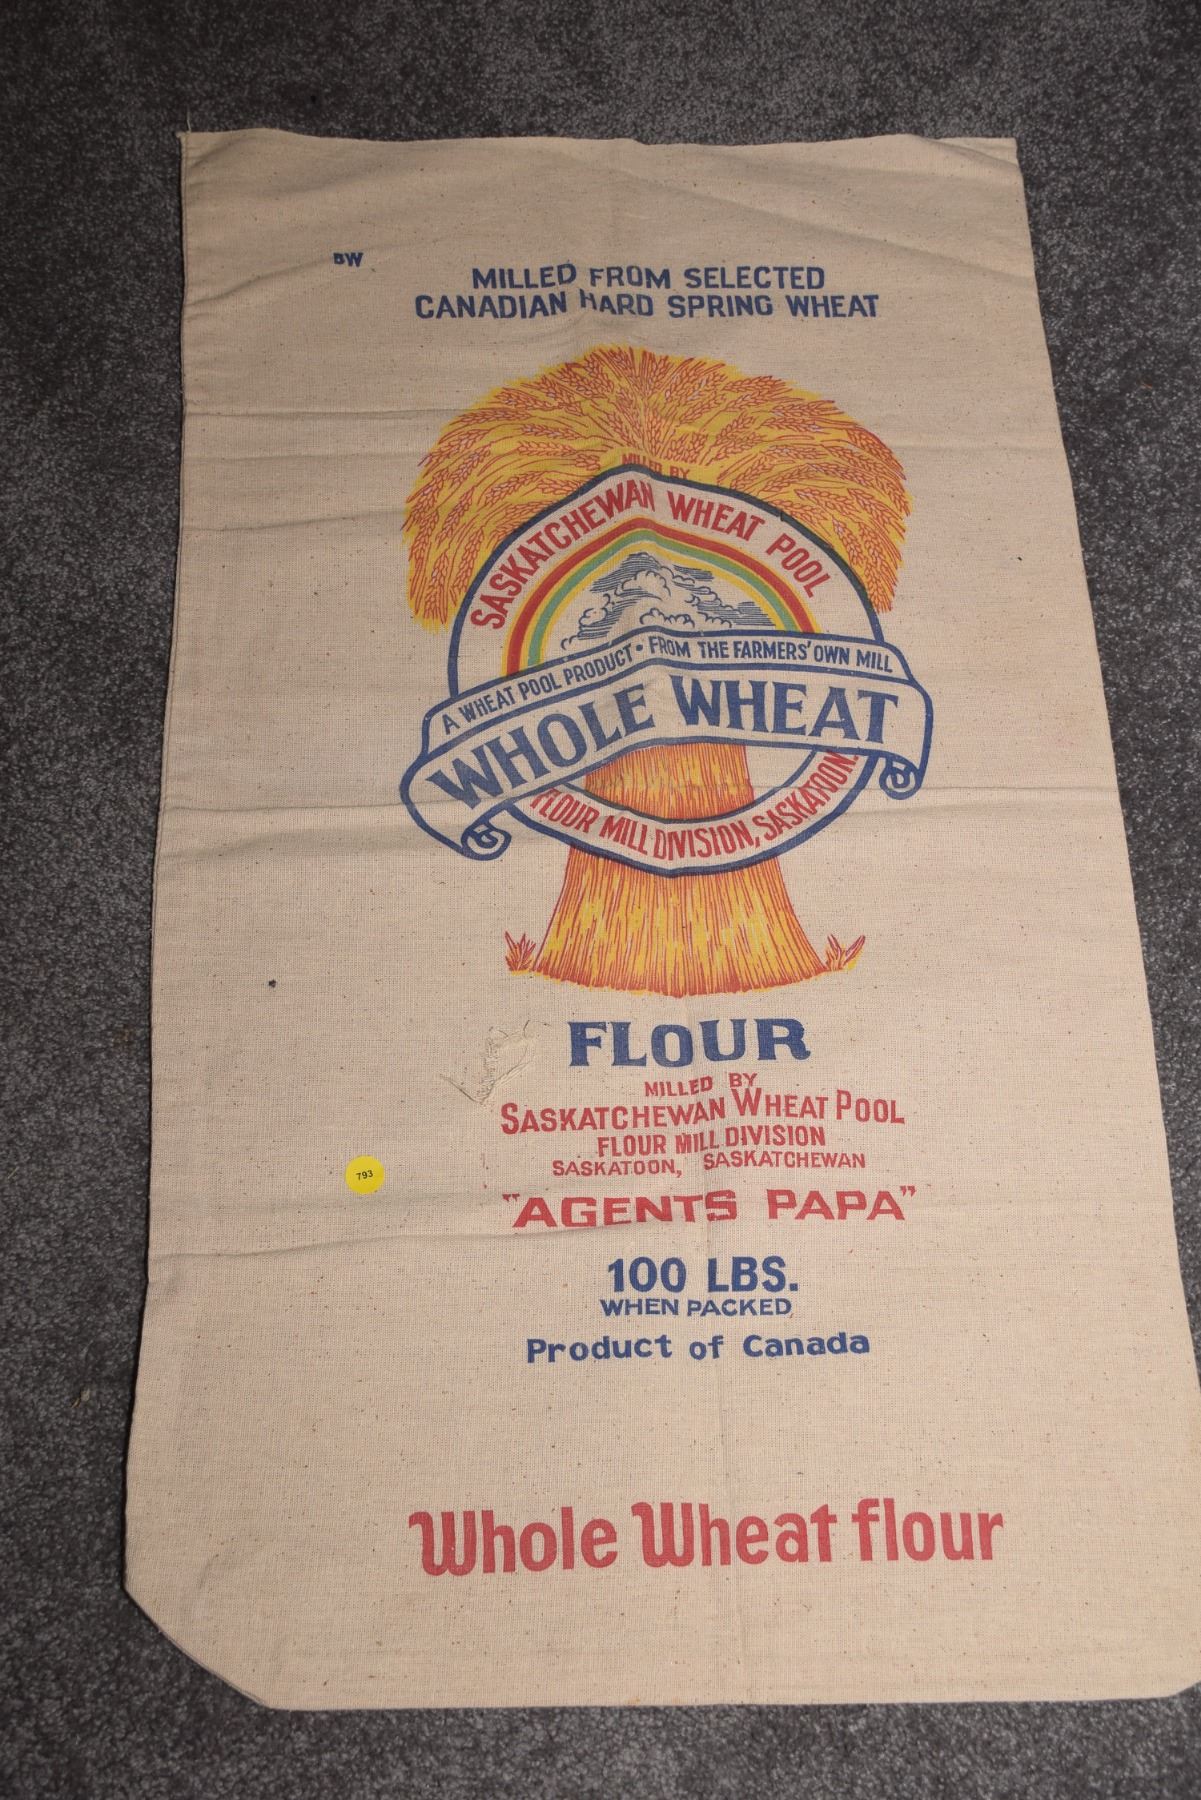 BW
MILLED FROM SELECTED
CANADIAN HARD SPRING WHEAT
MILLED BY
SASKATCHEWAN WHEAT POOL
A WHEAT POOL PRODUCT • FROM THE FARMERS' OWN MILL
WHOLE WHEAT
FLOUR MILL DIVISION, SASKATOON.
FLOUR
MILLED BY
SASKATCHEWAN WHEAT POOL
FLOUR MILL DIVISION
SASKATOON, SASKATCHEWAN
793
"AGENTS PAPA"
100 LBS.
WHEN PACKED
Product of Canada
Whole Wheat flour